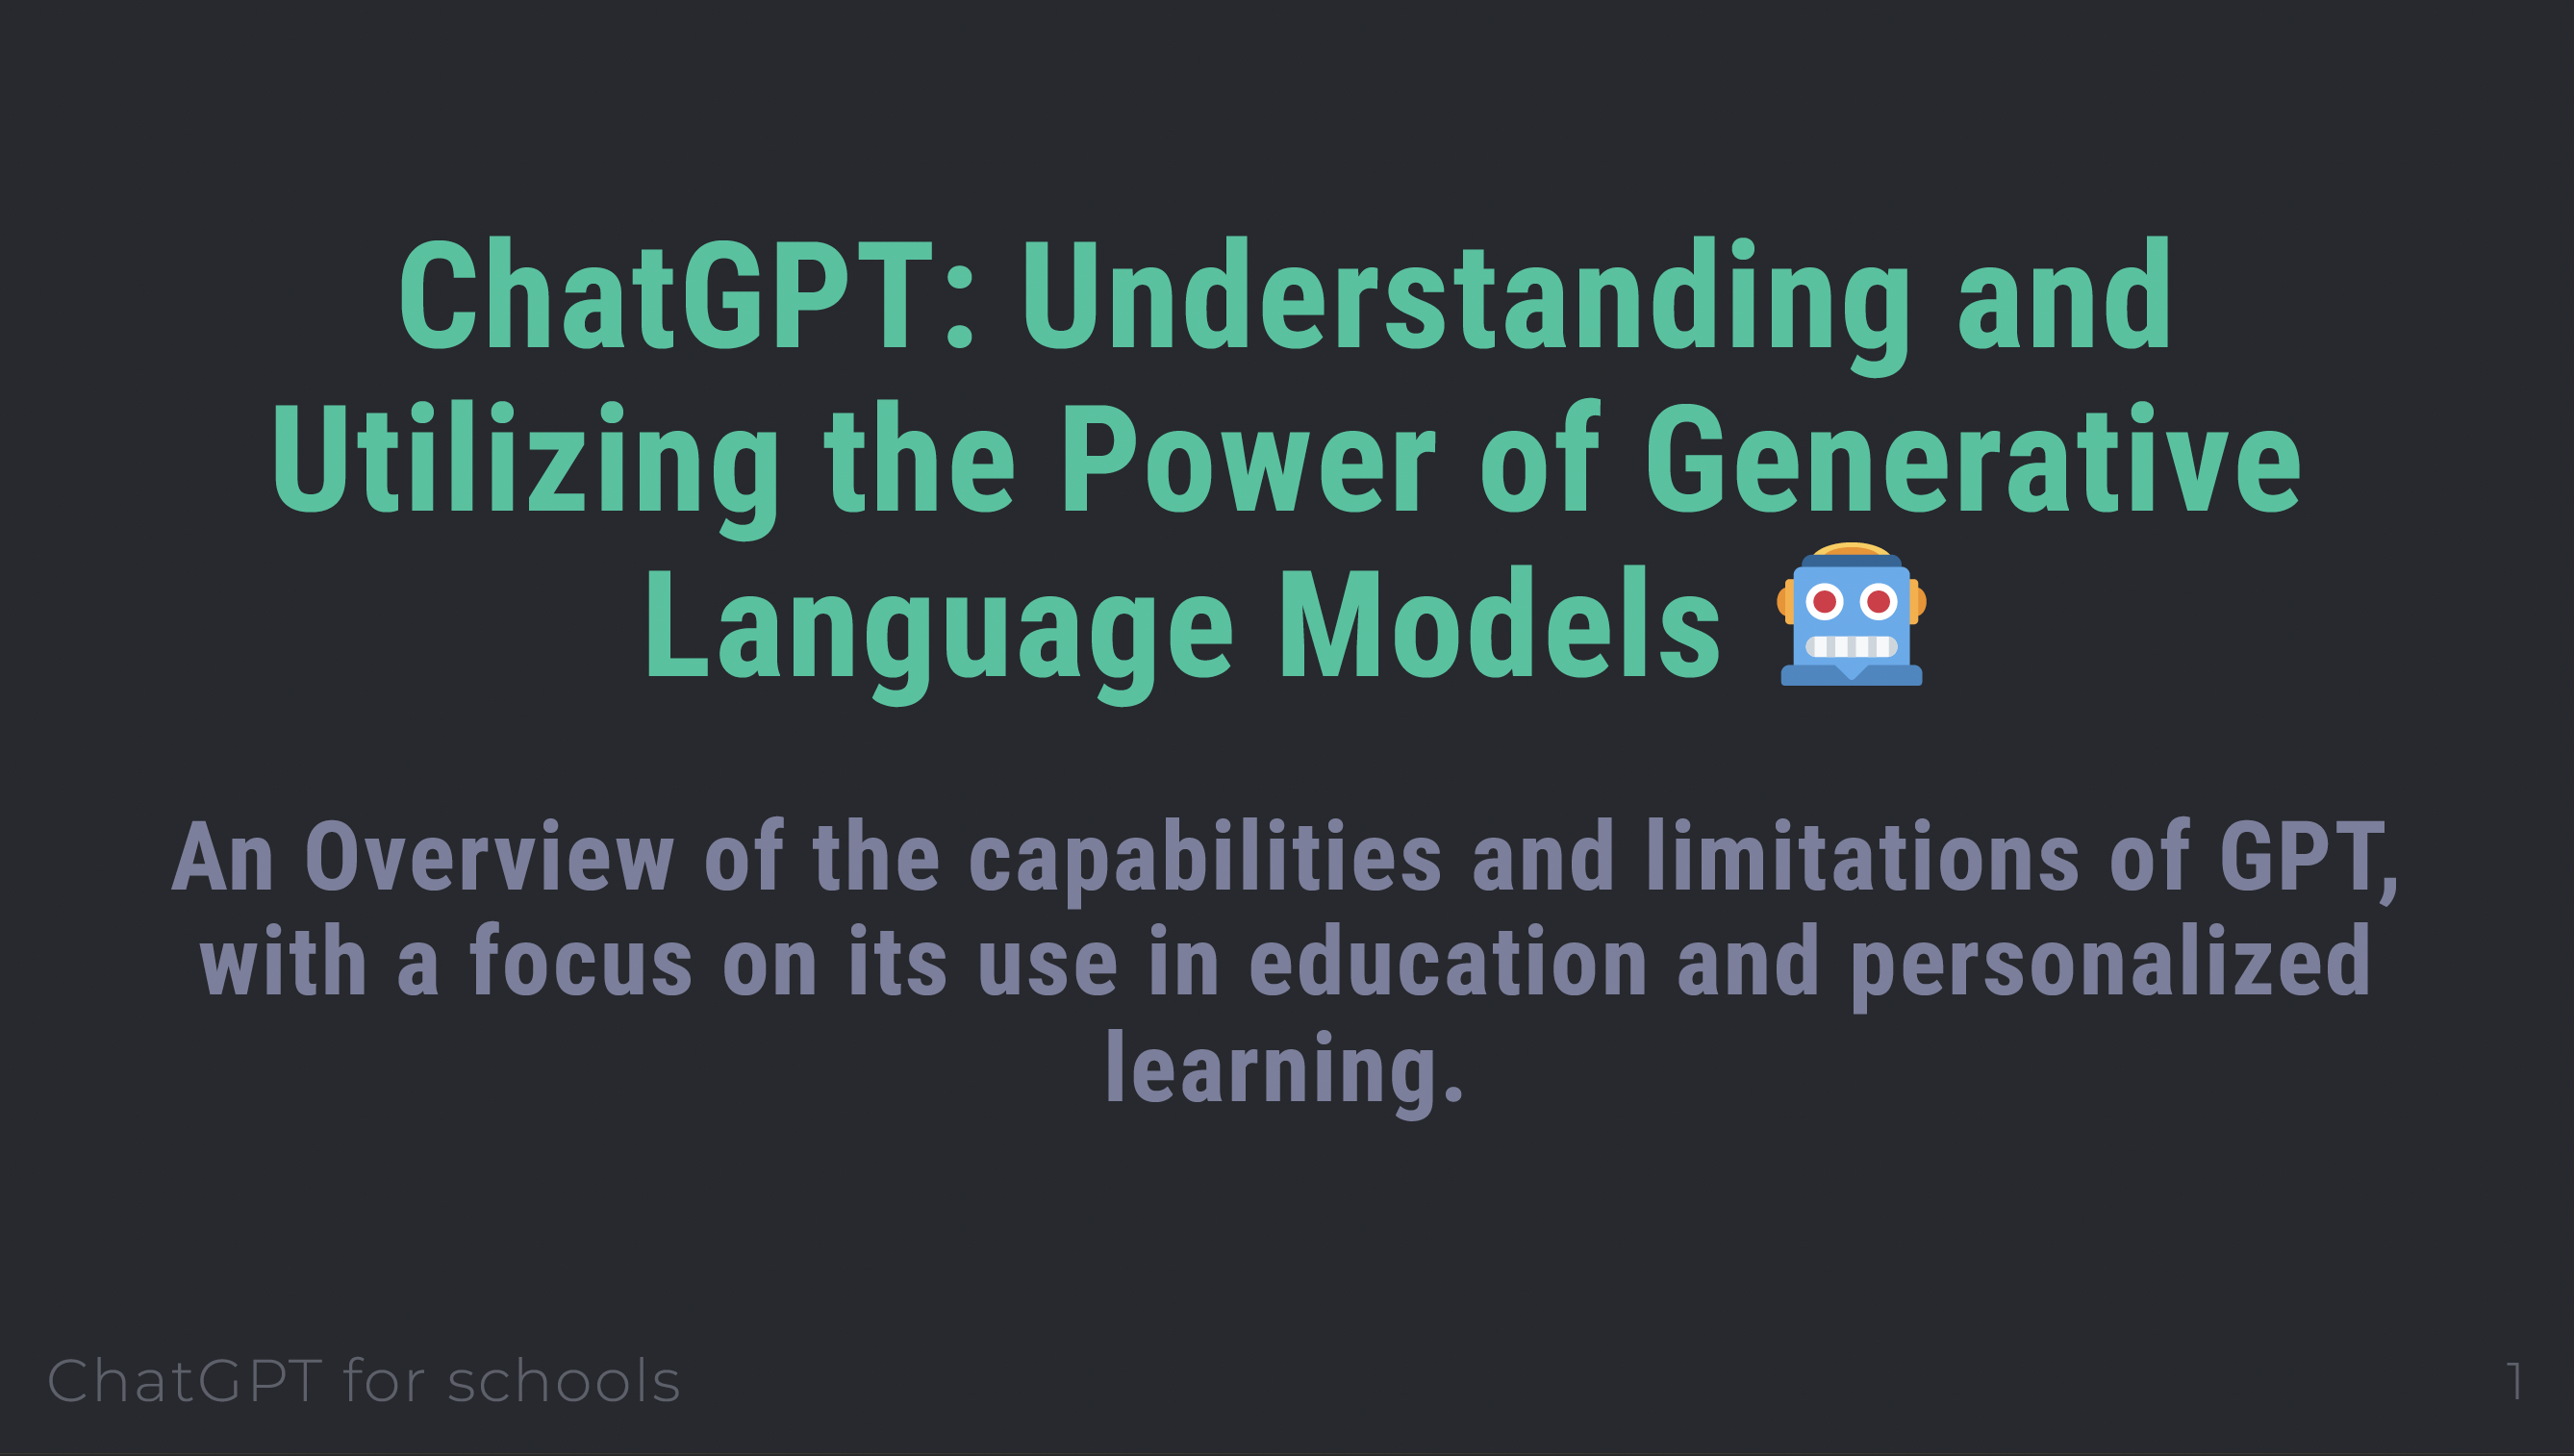 ChatGPT: Understanding and
Utilizing the Power of Generative
Language Models 🤖
An Overview of the capabilities and limitations of GPT,
with a focus on its use in education and personalized
learning.
ChatGPT for schools
1